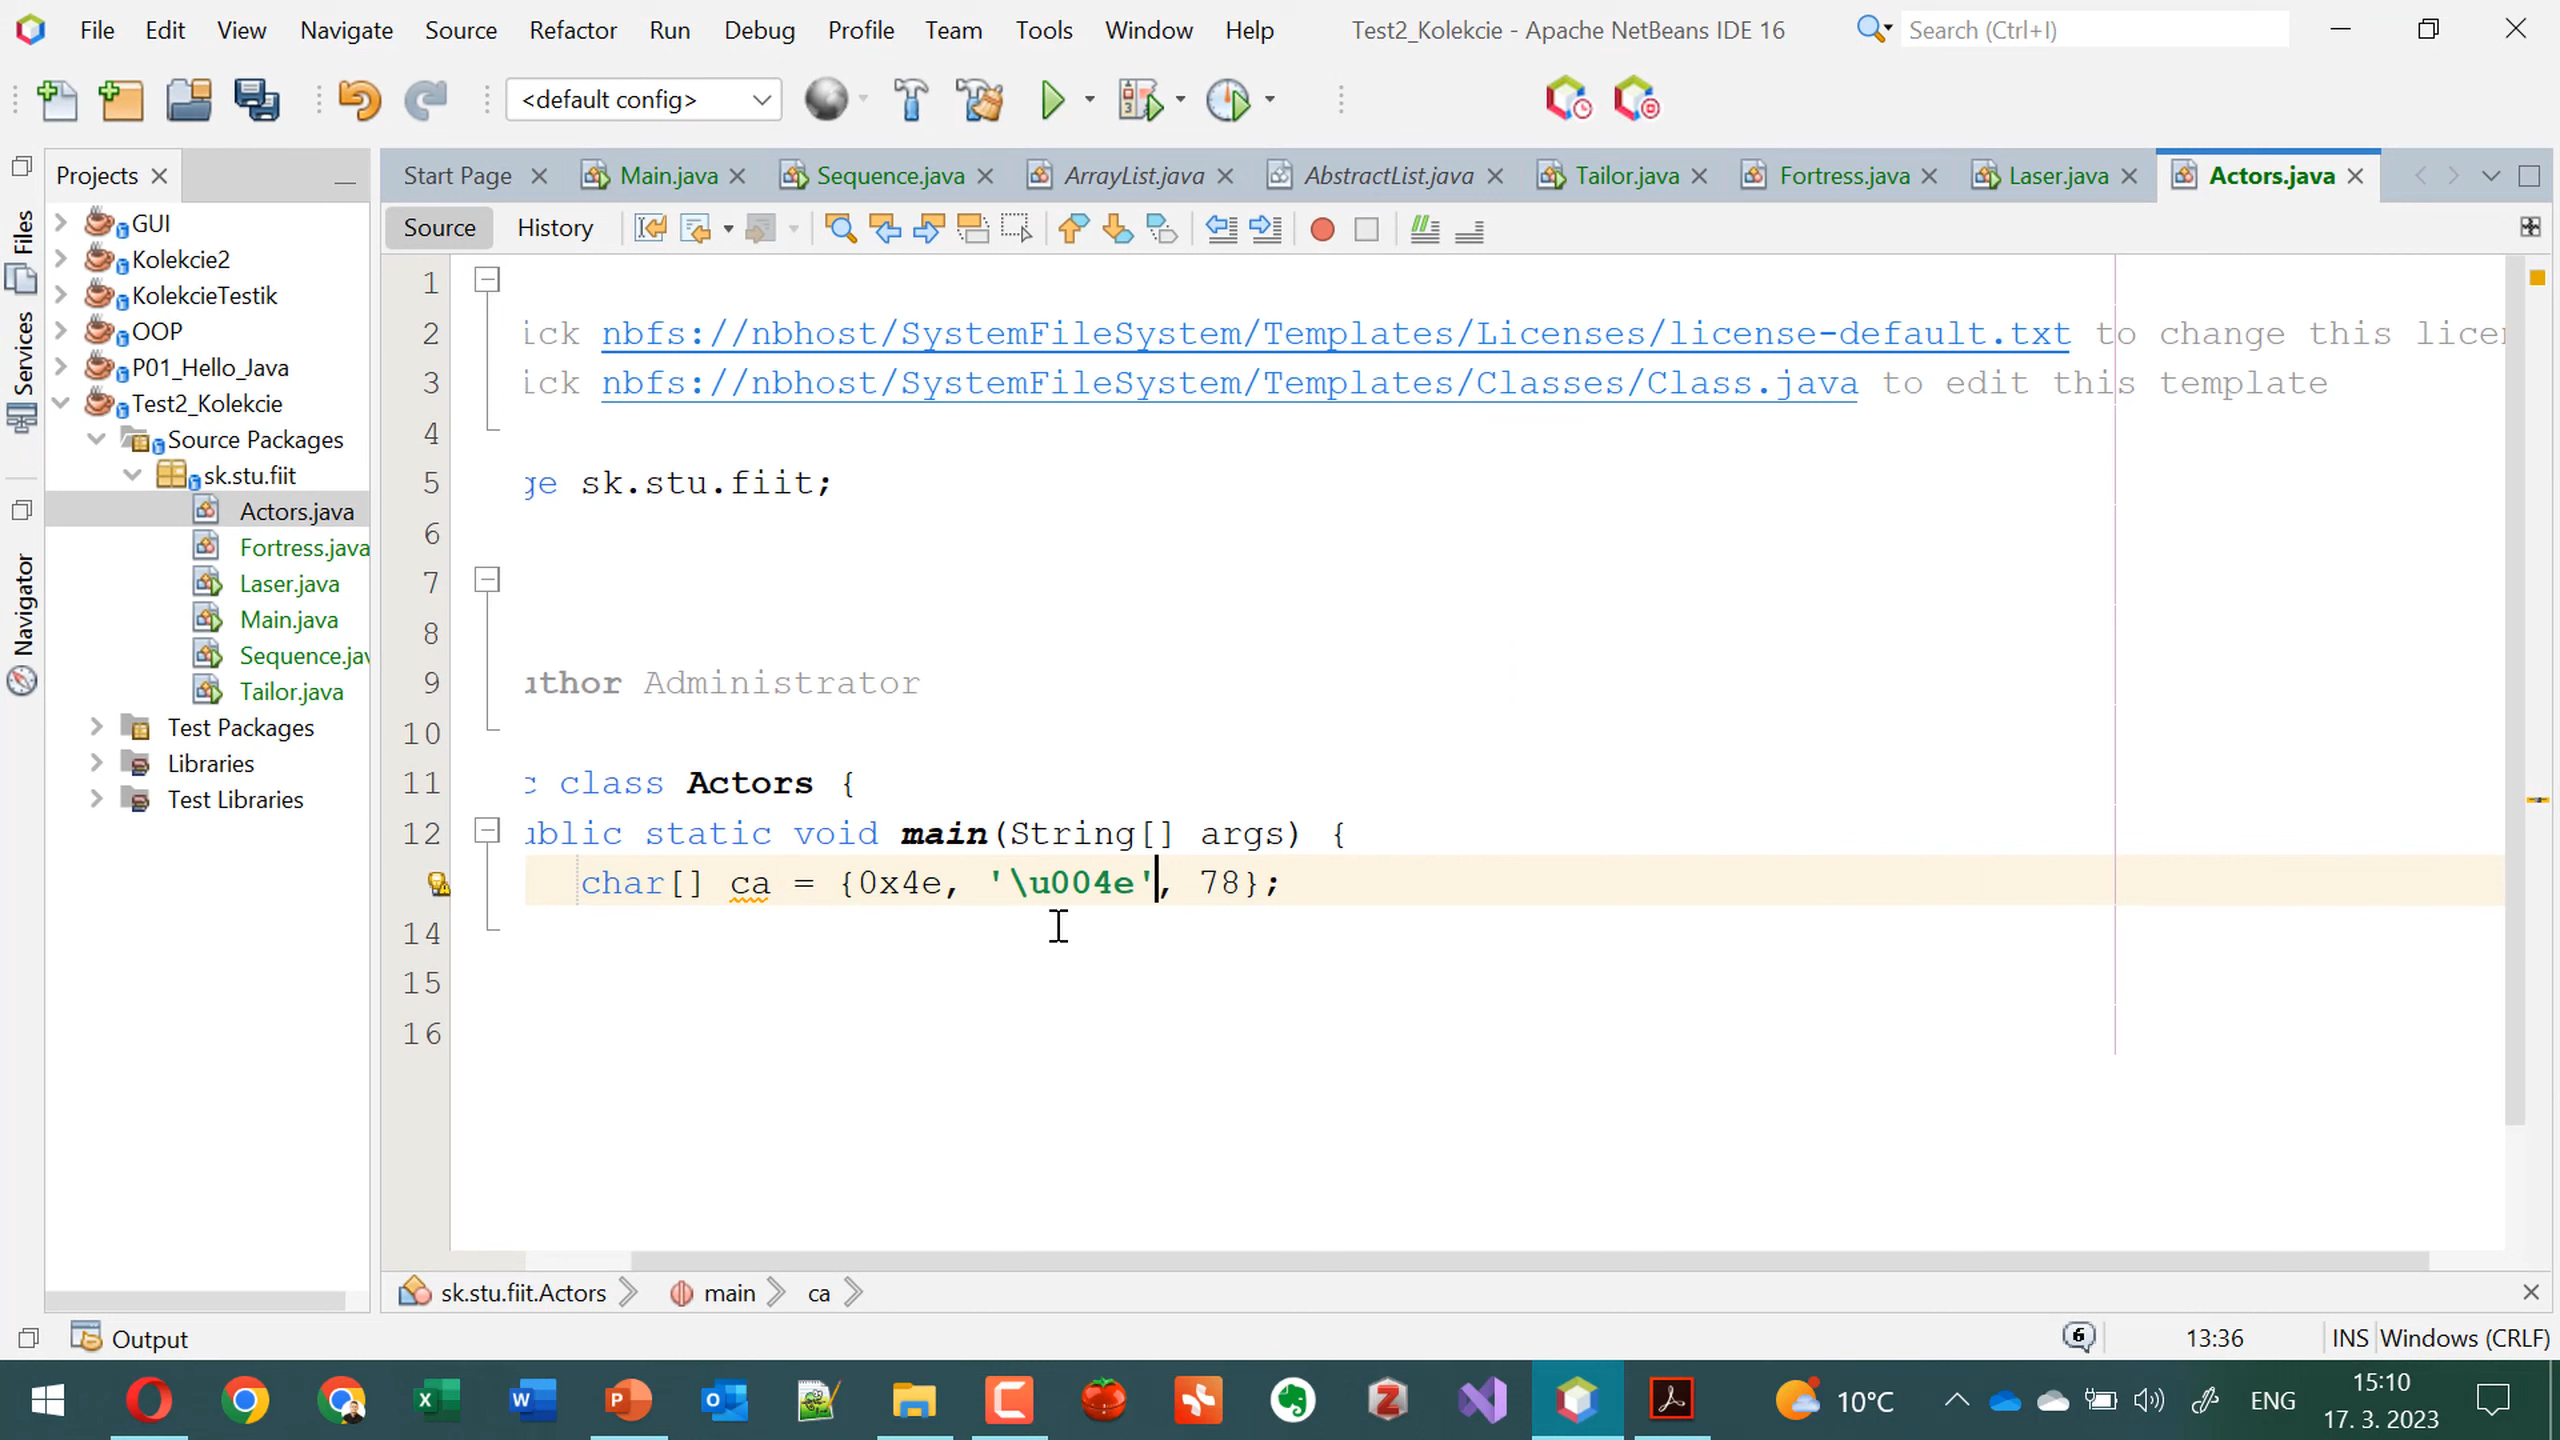 File Edit View Navigate Source Refactor Run Debug Profile Team Tools Window Help Test2_Kolekcie - Apache NetBeans IDE 16 Search (Ctrl+I)
<default config>
Projects Start Page Main.java Sequence.java ArrayList.java AbstractList.java Tailor.java Fortress.java Laser.java Actors.java
Source History
Files
Services
Navigator
GUI
Kolekcie2
KolekcieTestik
OOP
P01_Hello_Java
Test2_Kolekcie
Source Packages
sk.stu.fiit
Actors.java
Fortress.java
Laser.java
Main.java
Sequence.jav
Tailor.java
Test Packages
Libraries
Test Libraries
1
2 ick nbfs://nbhost/SystemFileSystem/Templates/Licenses/license-default.txt to change this licen
3 ick nbfs://nbhost/SystemFileSystem/Templates/Classes/Class.java to edit this template
4
5 ge sk.stu.fiit;
6
7
8
9 uthor Administrator
10
11 c class Actors {
12 ublic static void main(String[] args) {
char[] ca = {0x4e, '\u004e', 78};
14
15
16
sk.stu.fiit.Actors main ca
Output 6 13:36 INS Windows (CRLF)
10°C ENG 15:10
17. 3. 2023